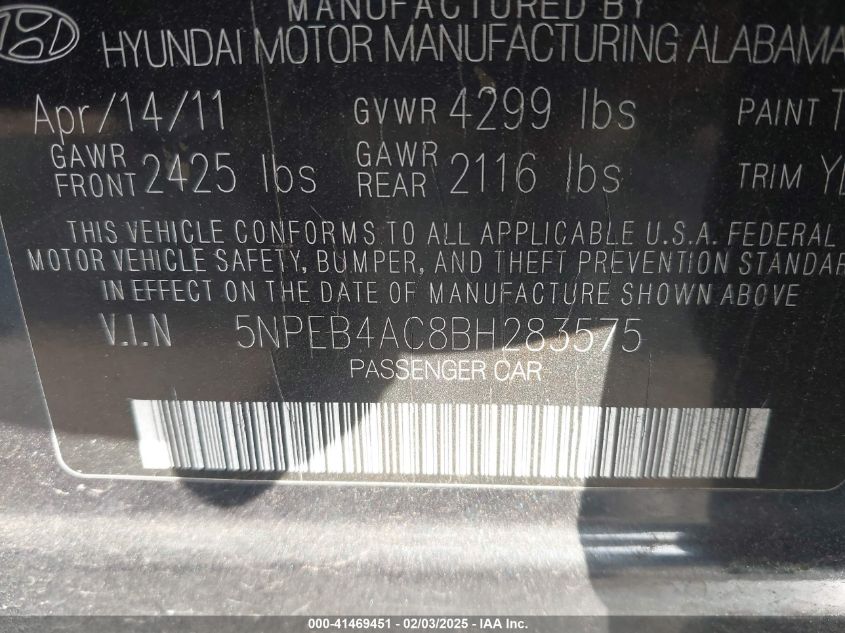 MANUFACTURED BY
HYUNDAI MOTOR MANUFACTURING ALABAMA
Apr/14/11 GVWR 4299 lbs PAINT T
GAWR FRONT 2425 lbs GAWR REAR 2116 lbs TRIM
THIS VEHICLE CONFORMS TO ALL APPLICABLE U.S.A. FEDERAL
MOTOR VEHICLE SAFETY, BUMPER, AND THEFT PREVENTION STANDAR
IN EFFECT ON THE DATE OF MANUFACTURE SHOWN ABOVE
V.I.N 5NPEB4AC8BH283575
PASSENGER CAR
000-41469451 - 02/03/2025 - IAA Inc.